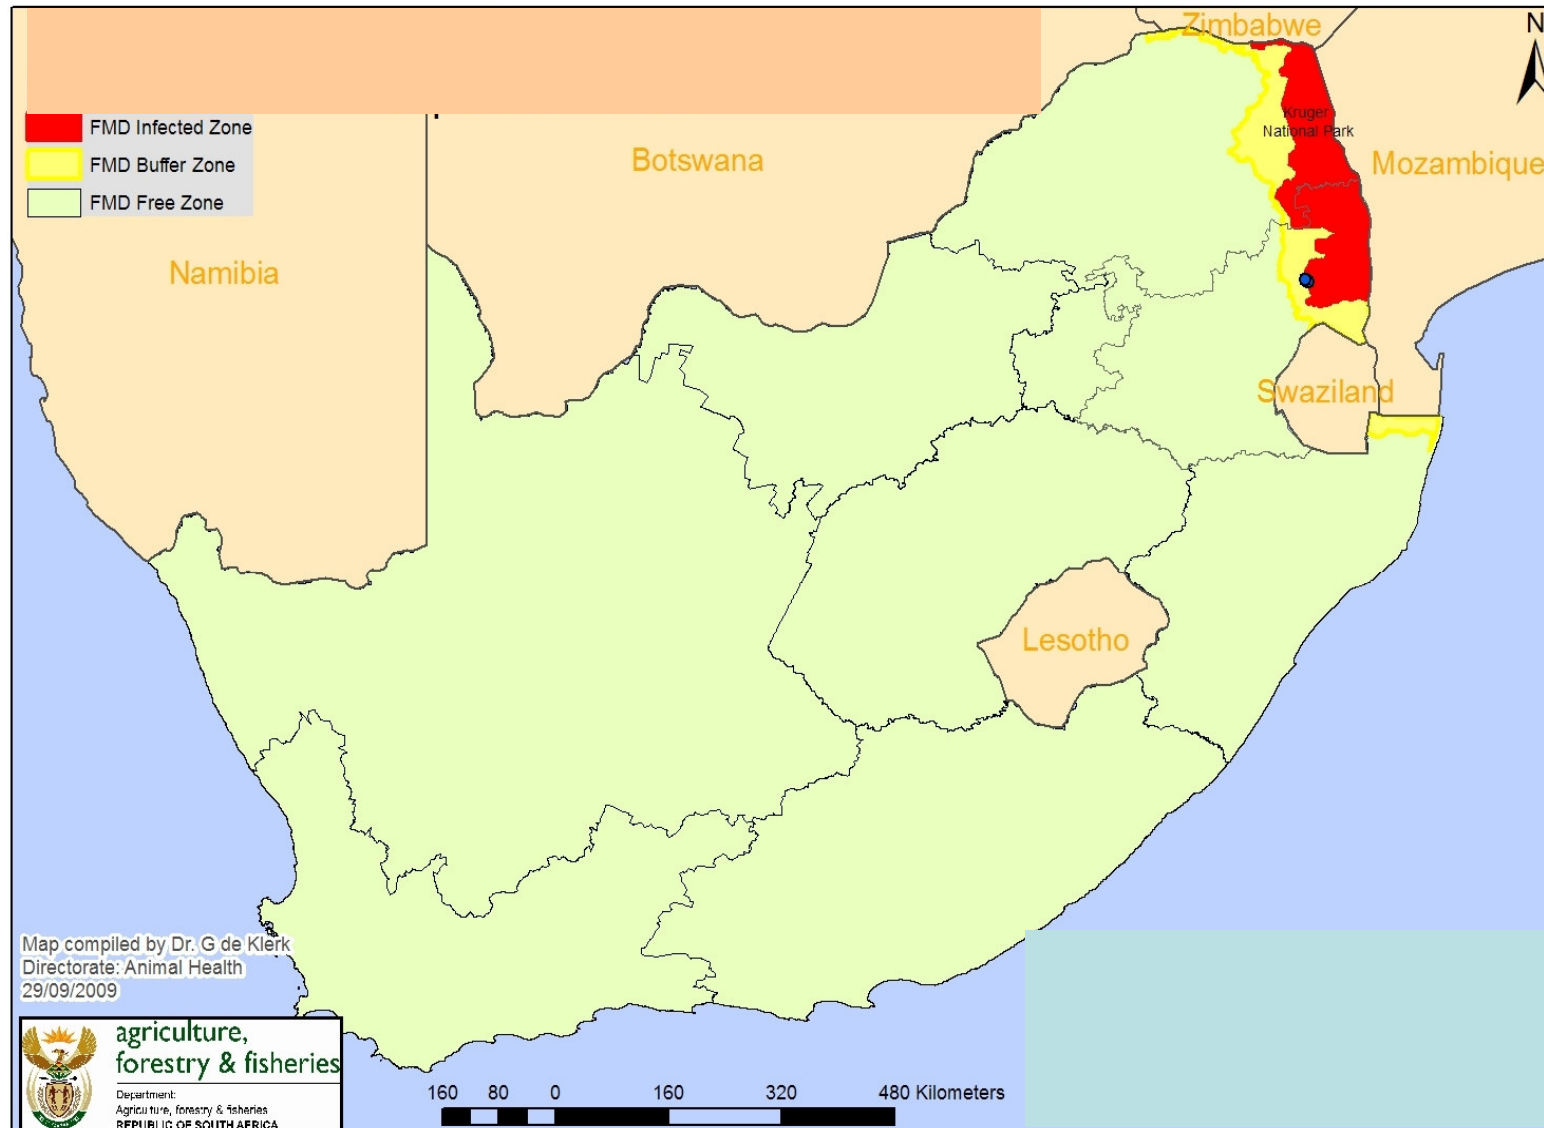 Zimbabwe
N
FMD Infected Zone
FMD Buffer Zone
FMD Free Zone
Kruger
National Park
Botswana
Mozambique
Namibia
Swaziland
Lesotho
Map compiled by Dr. G de Klerk
Directorate: Animal Health
29/09/2009
agriculture,
forestry & fisheries
Department:
Agriculture, forestry & fisheries
REPUBLIC OF SOUTH AFRICA
160 80 0 160 320 480 Kilometers